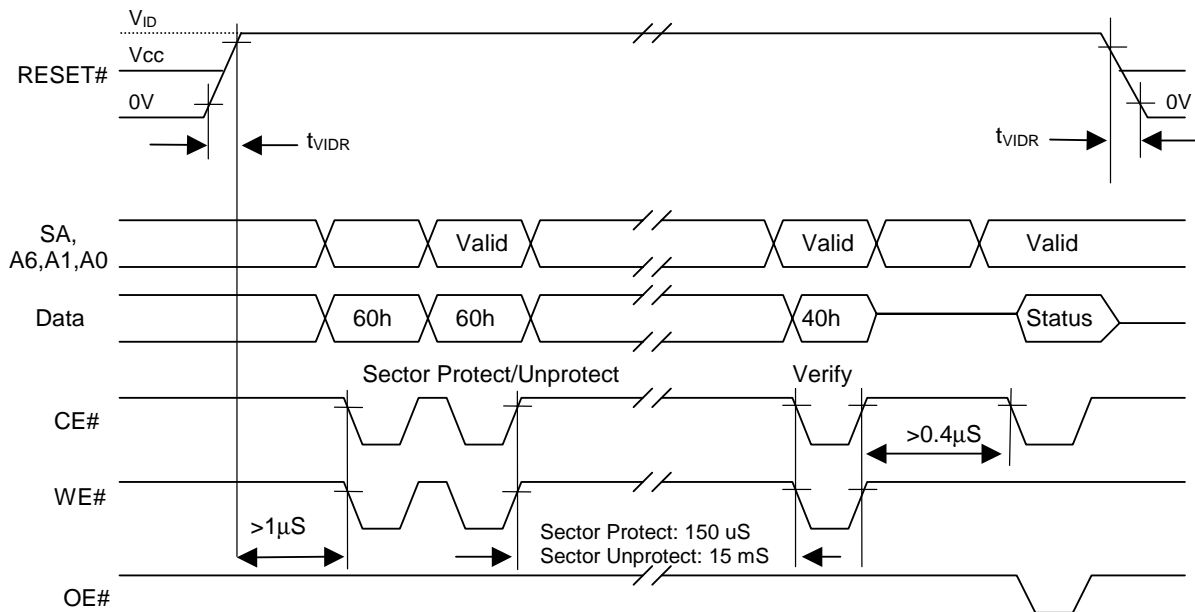 VID
Vcc
RESET#
0V
0V
tVIDR
tVIDR
SA,
A6,A1,A0
Valid
Valid
Valid
Data
60h
60h
40h
Status
Sector Protect/Unprotect
Verify
CE#
>0.4μS
WE#
>1μS
Sector Protect: 150 uS
Sector Unprotect: 15 mS
OE#